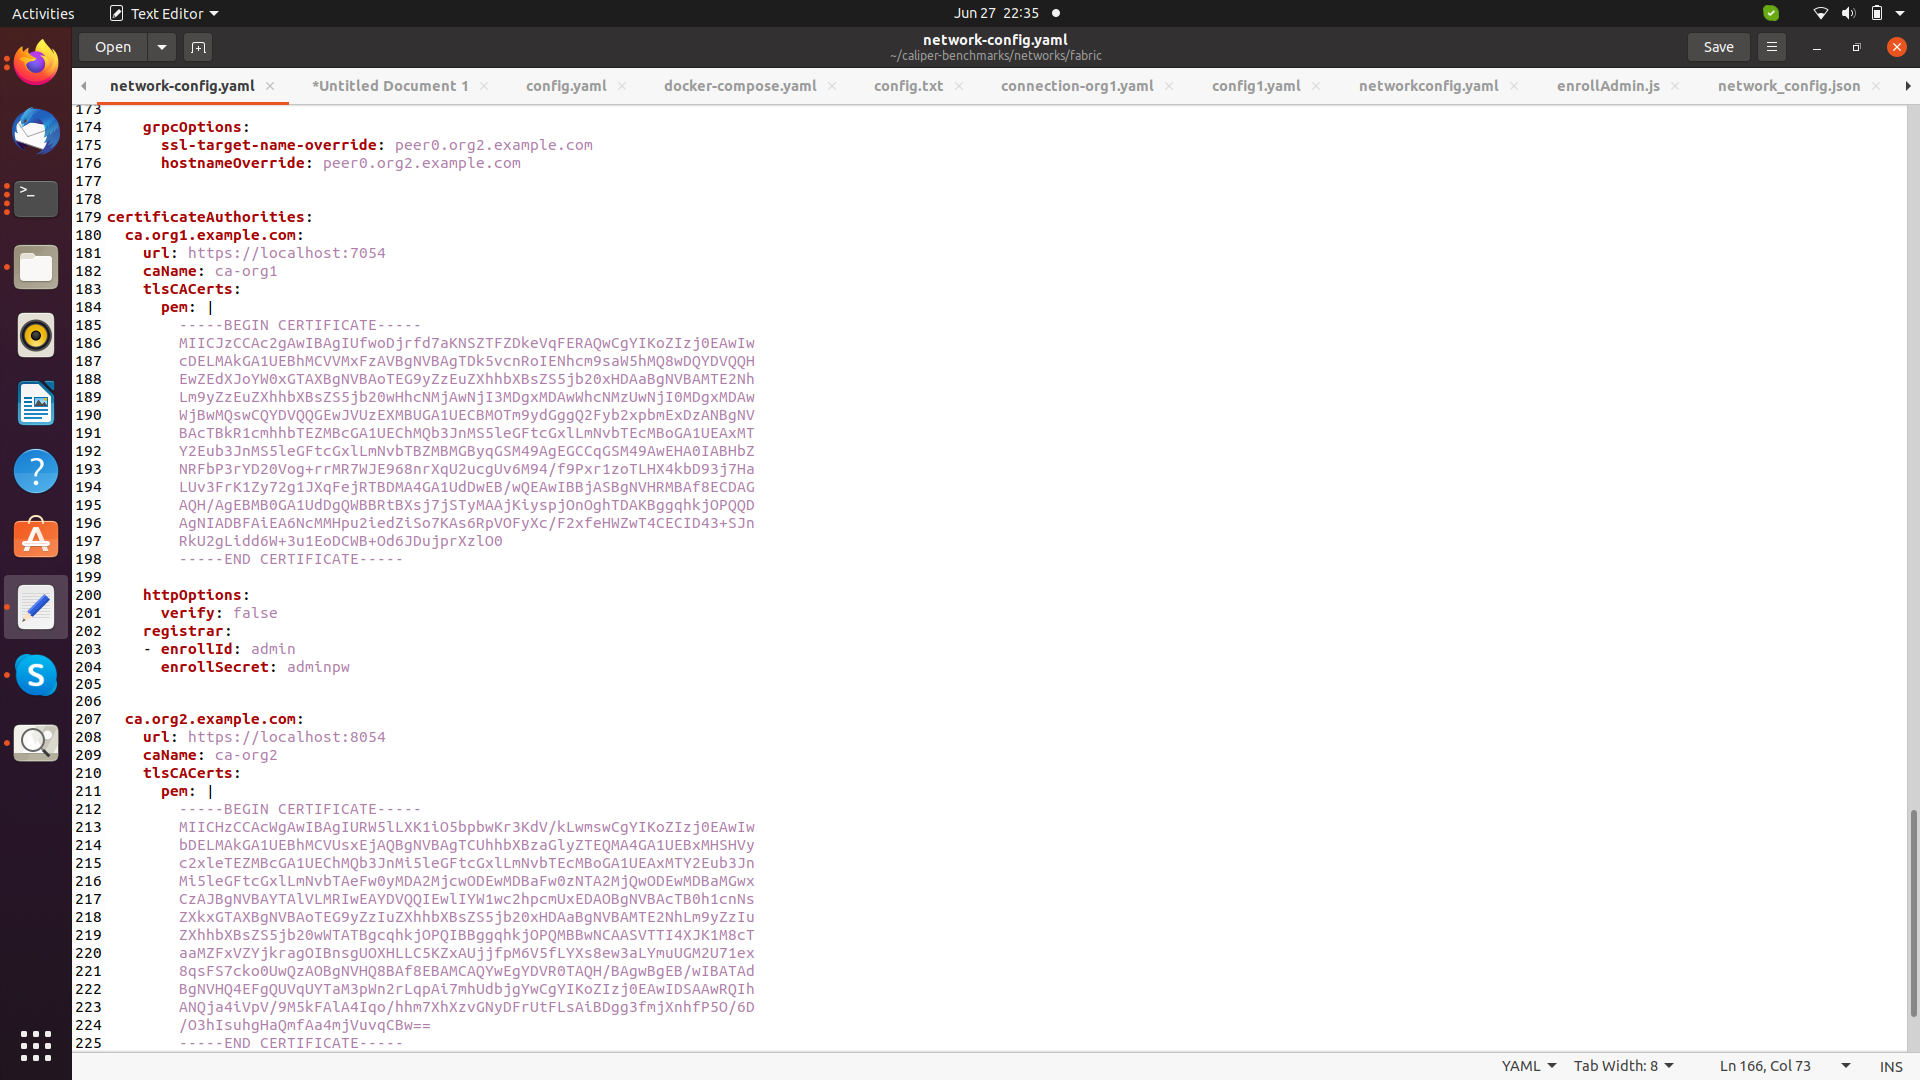 Activities
Text Editor
Jun 27 22:35
Open
network-config.yaml
~/caliper-benchmarks/networks/fabric
Save
network-config.yaml
*Untitled Document 1
config.yaml
docker-compose.yaml
config.txt
connection-org1.yaml
config1.yaml
networkconfig.yaml
enrollAdmin.js
network_config.json
173
174 grpcOptions:
175 ssl-target-name-override: peer0.org2.example.com
176 hostnameOverride: peer0.org2.example.com
177
178
179 certificateAuthorities:
180 ca.org1.example.com:
181 url: https://localhost:7054
182 caName: ca-org1
183 tlsCACerts:
184 pem: |
185 -----BEGIN CERTIFICATE-----
186 MIICJzCCAc2gAwIBAgIUfwoDjrfd7aKNSZTFZDkeVqFERAQwCgYIKoZIzj0EAwIw
187 cDELMAkGA1UEBhMCVVMxFzAVBgNVBAgTDk5vcnRoIENhcm9saW5hMQ8wDQYDVQQH
188 EwZEdXJoYW0xGTAXBgNVBAoTEG9yZzEuZXhhbXBsZS5jb20xHDAaBgNVBAMTE2Nh
189 Lm9yZzEuZXhhbXBsZS5jb20wHhcNMjAwNjI3MDgxMDAwWhcNMzUwNjI0MDgxMDAw
190 WjBwMQswCQYDVQQGEwJVUzEXMBUGA1UECBMOTm9ydGggQ2Fyb2xpbmExDzANBgNV
191 BAcTBkR1cmhhbTEZMBcGA1UEChMQb3JnMS5leGFtcGxlLmNvbTEcMBoGA1UEAxMT
192 Y2Eub3JnMS5leGFtcGxlLmNvbTBZMBMGByqGSM49AgEGCCqGSM49AwEHA0IABHbZ
193 NRFbP3rYD20Vog+rrMR7WJE968nrXqU2ucgUv6M94/f9Pxr1zoTLHX4kbD93j7Ha
194 LUv3FrK1Zy72g1JXqFejRTBDMA4GA1UdDwEB/wQEAwIBBjASBgNVHRMBAf8ECDAG
195 AQH/AgEBMB0GA1UdDgQWBBRtBXsj7jSTyMAAjKiyspjOnOghTDAKBggqhkjOPQQD
196 AgNIADBFAiEA6NcMMHpu2iedZiSo7KAs6RpVOFyXc/F2xfeHWZwT4CECID43+SJn
197 RkU2gLidd6W+3u1EoDCWB+Od6JDujprXzlO0
198 -----END CERTIFICATE-----
199
200 httpOptions:
201 verify: false
202 registrar:
203 - enrollId: admin
204 enrollSecret: adminpw
205
206
207 ca.org2.example.com:
208 url: https://localhost:8054
209 caName: ca-org2
210 tlsCACerts:
211 pem: |
212 -----BEGIN CERTIFICATE-----
213 MIICHzCCAcWgAwIBAgIURW5lLXK1iO5bpbwKr3KdV/kLwmswCgYIKoZIzj0EAwIw
214 bDELMAkGA1UEBhMCVUsxEjAQBgNVBAgTCUhhbXBzaGlyZTEQMA4GA1UEBxMHSHVy
215 c2xleTEZMBcGA1UEChMQb3JnMi5leGFtcGxlLmNvbTEcMBoGA1UEAxMTY2Eub3Jn
216 Mi5leGFtcGxlLmNvbTAeFw0yMDA2MjcwODEwMDBaFw0zNTA2MjQwODEwMDBaMGwx
217 CzAJBgNVBAYTAlVLMRIwEAYDVQQIEwlIYW1wc2hpcmUxEDAOBgNVBAcTB0h1cnNs
218 ZXkxGTAXBgNVBAoTEG9yZzIuZXhhbXBsZS5jb20xHDAaBgNVBAMTE2NhLm9yZzIu
219 ZXhhbXBsZS5jb20wWTATBgcqhkjOPQIBBggqhkjOPQMBBwNCAASVTTI4XJK1M8cT
220 aaMZFxVZYjkragOIBnsgUOXHLLC5KZxAUjjfpM6V5fLYXs8ew3aLYmuUGM2U71ex
221 8qsFS7cko0UwQzAOBgNVHQ8BAf8EBAMCAQYwEgYDVR0TAQH/BAgwBgEB/wIBATAd
222 BgNVHQ4EFgQUVqUYTaM3pWn2rLqpAi7mhUdbjgYwCgYIKoZIzj0EAwIDSAAwRQIh
223 ANQja4iVpV/9M5kFAlA4Iqo/hhm7XhXzvGNyDFrUtFLsAiBDgg3fmjXnhfP5O/6D
224 /O3hIsuhgHaQmfAa4mjVuvqCBw==
225 -----END CERTIFICATE-----
YAML
Tab Width: 8
Ln 166, Col 73
INS